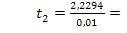 t₂ = 2,2294/0,01 =